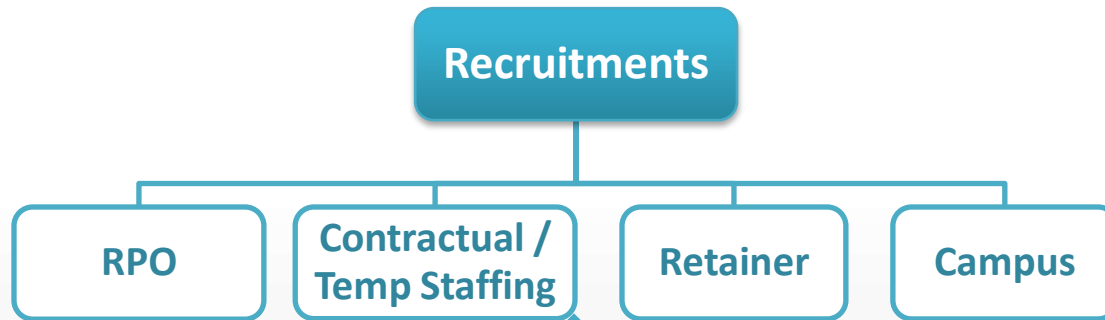 Recruitments
RPO
Contractual /
Temp Staffing
Retainer
Campus